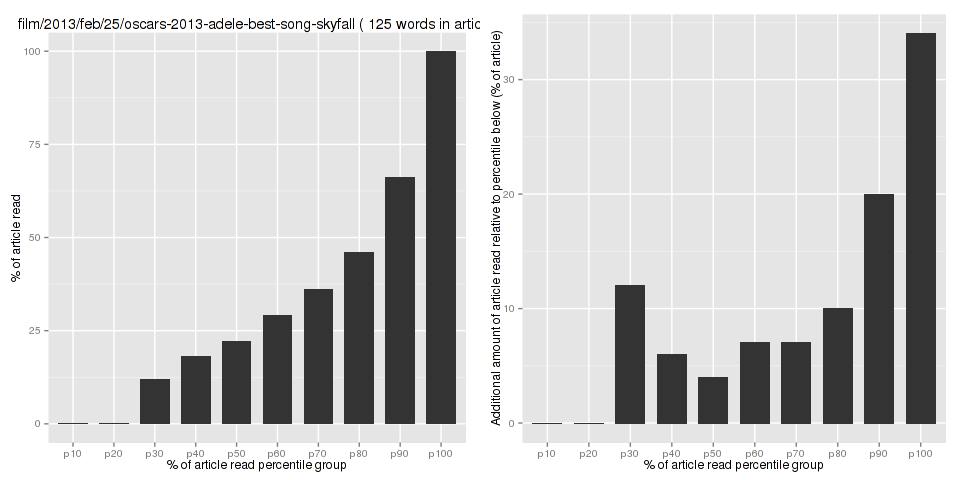 film/2013/feb/25/oscars-2013-adele-best-song-skyfall ( 125 words in artic
% of article read
100
75
50
25
0
p10 p20 p30 p40 p50 p60 p70 p80 p90 p100
% of article read percentile group
Additional amount of article read relative to percentile below (% of article)
30
20
10
0
p10 p20 p30 p40 p50 p60 p70 p80 p90 p100
% of article read percentile group